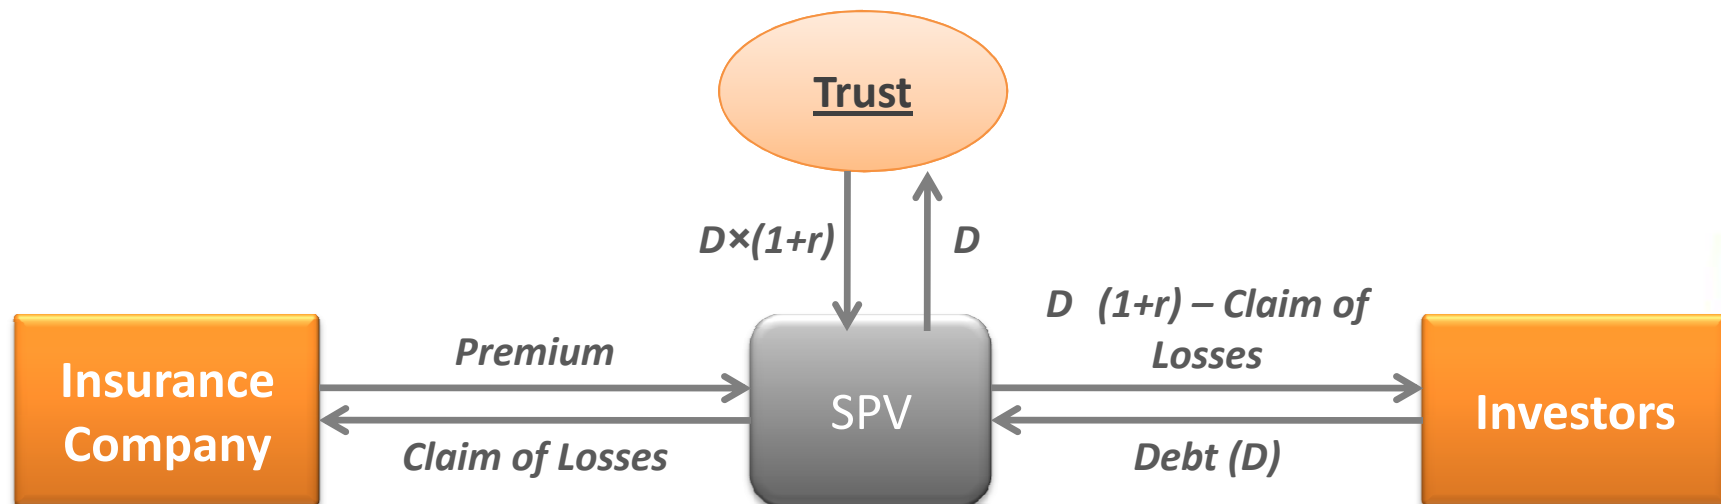 Trust
D×(1+r)
D
D (1+r) – Claim of
Losses
Premium
Insurance
Company
SPV
Investors
Claim of Losses
Debt (D)